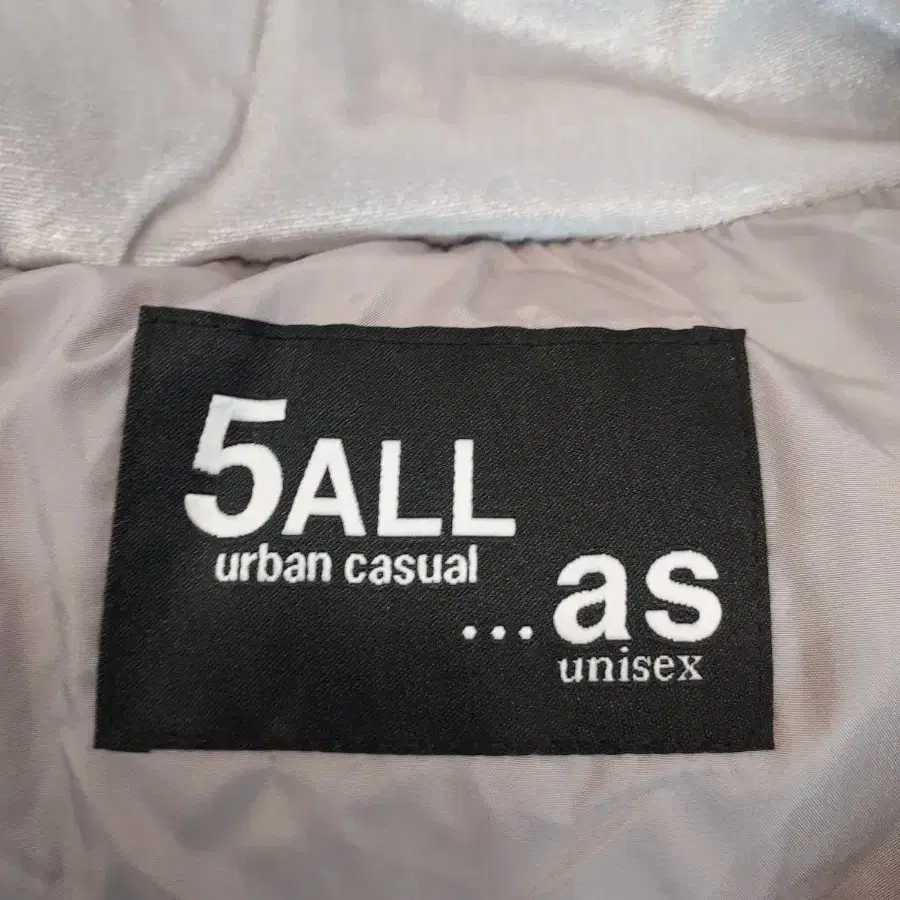 5ALL
urban casual
...as
unisex